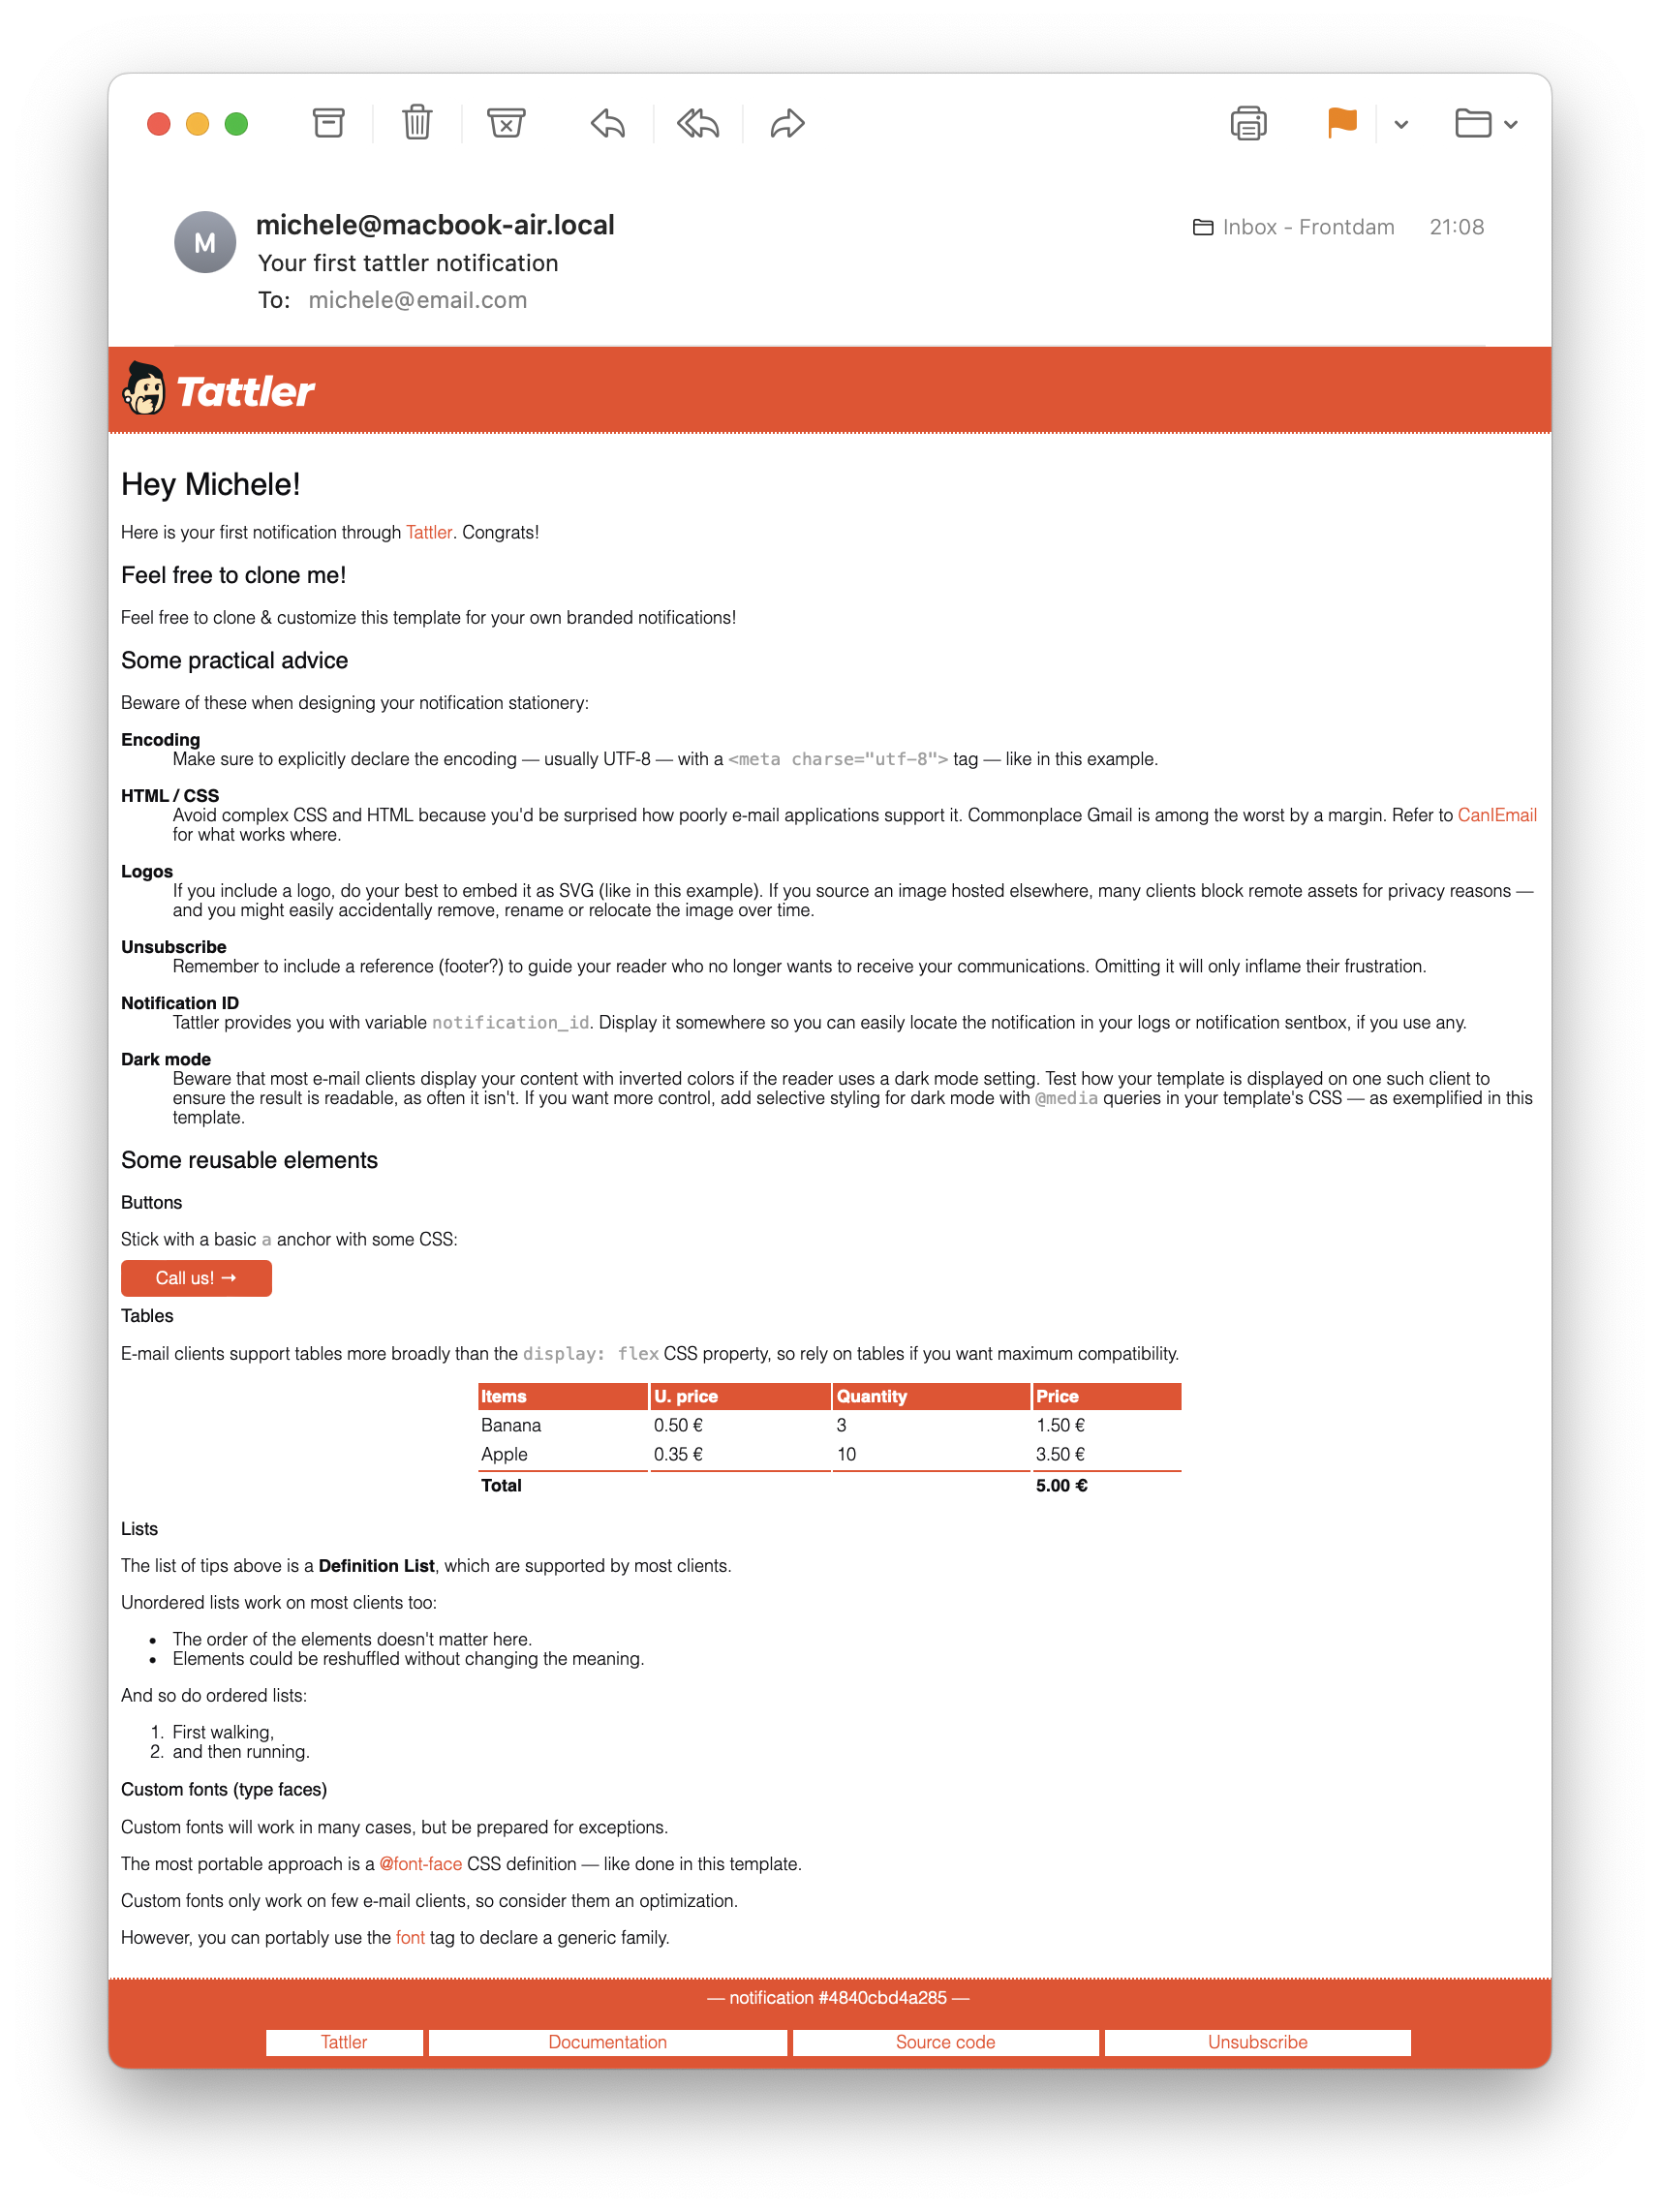 michele@macbook-air.local
Inbox - Frontdam 21:08
M
Your first tattler notification
To: michele@email.com
Tattler
Hey Michele!
Here is your first notification through Tattler. Congrats!
Feel free to clone me!
Feel free to clone & customize this template for your own branded notifications!
Some practical advice
Beware of these when designing your notification stationery:
Encoding
Make sure to explicitly declare the encoding — usually UTF-8 — with a <meta charse="utf-8"> tag — like in this example.
HTML / CSS
Avoid complex CSS and HTML because you'd be surprised how poorly e-mail applications support it. Commonplace Gmail is among the worst by a margin. Refer to CanIEmail
for what works where.
Logos
If you include a logo, do your best to embed it as SVG (like in this example). If you source an image hosted elsewhere, many clients block remote assets for privacy reasons —
and you might easily accidentally remove, rename or relocate the image over time.
Unsubscribe
Remember to include a reference (footer?) to guide your reader who no longer wants to receive your communications. Omitting it will only inflame their frustration.
Notification ID
Tattler provides you with variable notification_id. Display it somewhere so you can easily locate the notification in your logs or notification sentbox, if you use any.
Dark mode
Beware that most e-mail clients display your content with inverted colors if the reader uses a dark mode setting. Test how your template is displayed on one such client to
ensure the result is readable, as often it isn't. If you want more control, add selective styling for dark mode with @media queries in your template's CSS — as exemplified in this
template.
Some reusable elements
Buttons
Stick with a basic a anchor with some CSS:
Call us! →
Tables
E-mail clients support tables more broadly than the display: flex CSS property, so rely on tables if you want maximum compatibility.
Items U. price Quantity Price
Banana 0.50 € 3 1.50 €
Apple 0.35 € 10 3.50 €
Total 5.00 €
Lists
The list of tips above is a Definition List, which are supported by most clients.
Unordered lists work on most clients too:
• The order of the elements doesn't matter here.
• Elements could be reshuffled without changing the meaning.
And so do ordered lists:
1. First walking,
2. and then running.
Custom fonts (type faces)
Custom fonts will work in many cases, but be prepared for exceptions.
The most portable approach is a @font-face CSS definition — like done in this template.
Custom fonts only work on few e-mail clients, so consider them an optimization.
However, you can portably use the font tag to declare a generic family.
— notification #4840cbd4a285 —
Tattler Documentation Source code Unsubscribe